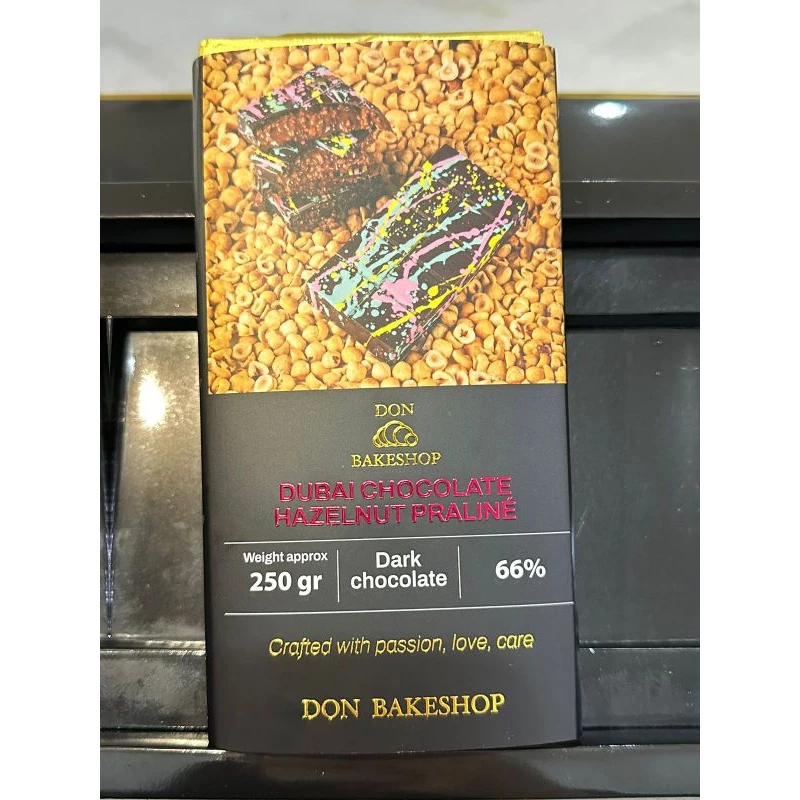 DON
BAKESHOP
DUBAI CHOCOLATE
HAZELNUT PRALINÉ
Weight approx
250 gr
Dark
chocolate
66%
Crafted with passion, love, care
DON BAKESHOP